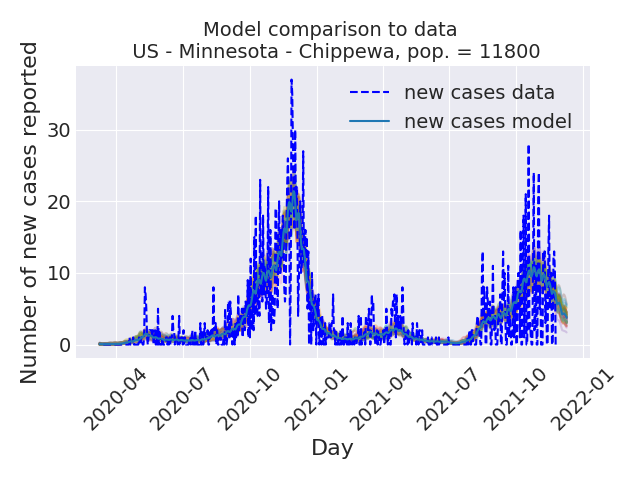 Model comparison to data
US - Minnesota - Chippewa, pop. = 11800
Number of new cases reported
30
20
10
0
new cases data
new cases model
2020-04
2020-07
2020-10
2021-01
2021-04
2021-07
2021-10
2022-01
Day